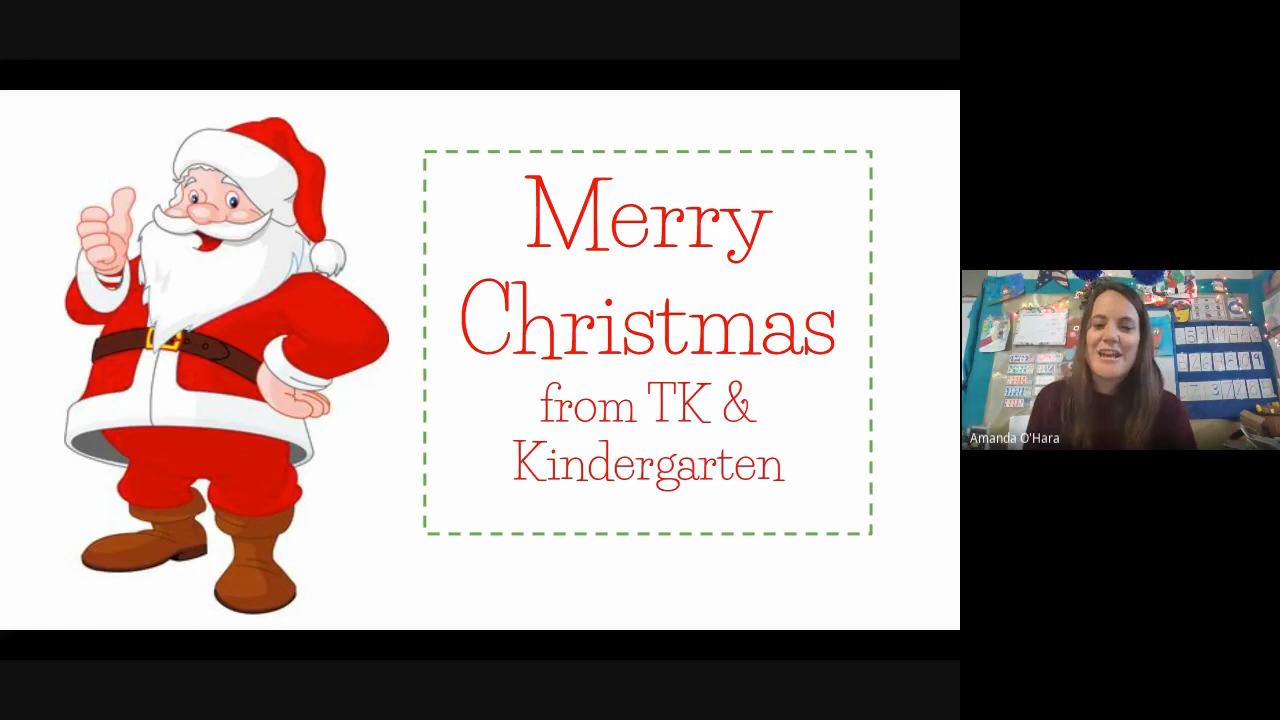 Merry
Christmas
from TK &
Kindergarten
Amanda O'Hara